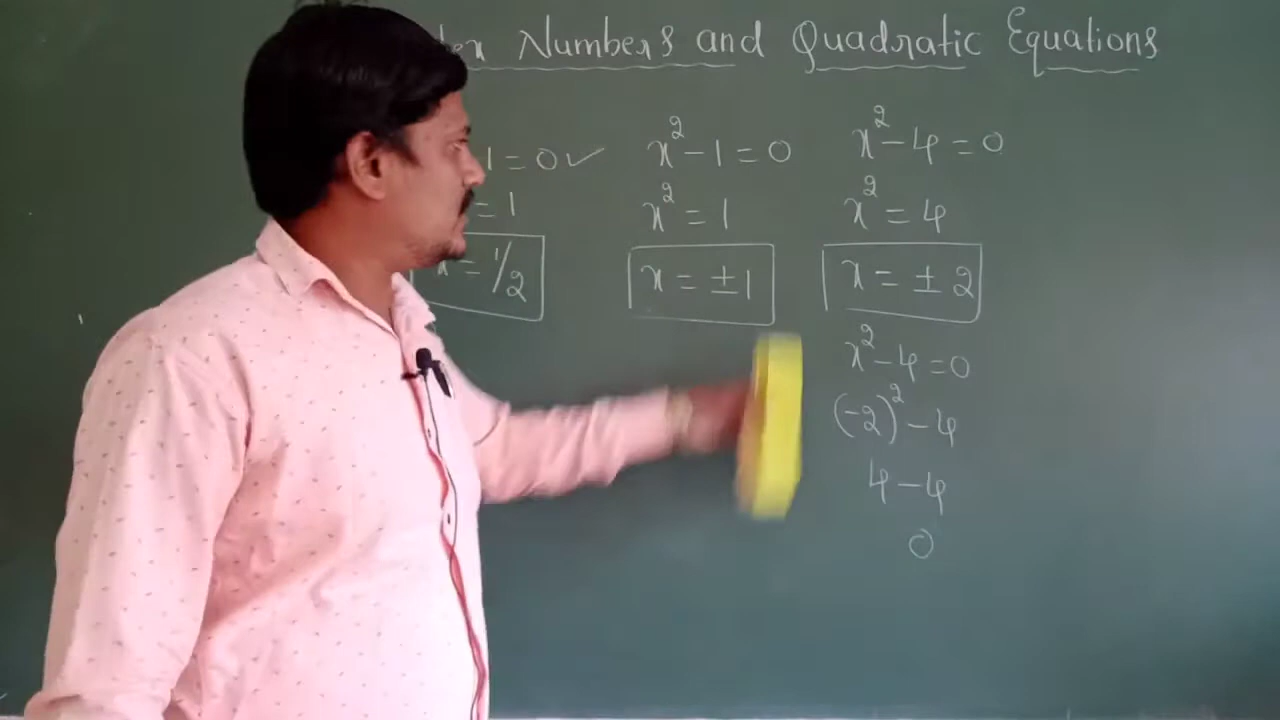 Numbers and Quadratic Equations
1 = 0 ✓
= 1
x = 1/2
x² - 1 = 0
x² = 1
x = ±1
x² - 4 = 0
x² = 4
x = ± 2
x² - 4 = 0
(-2)² - 4
4 - 4
0